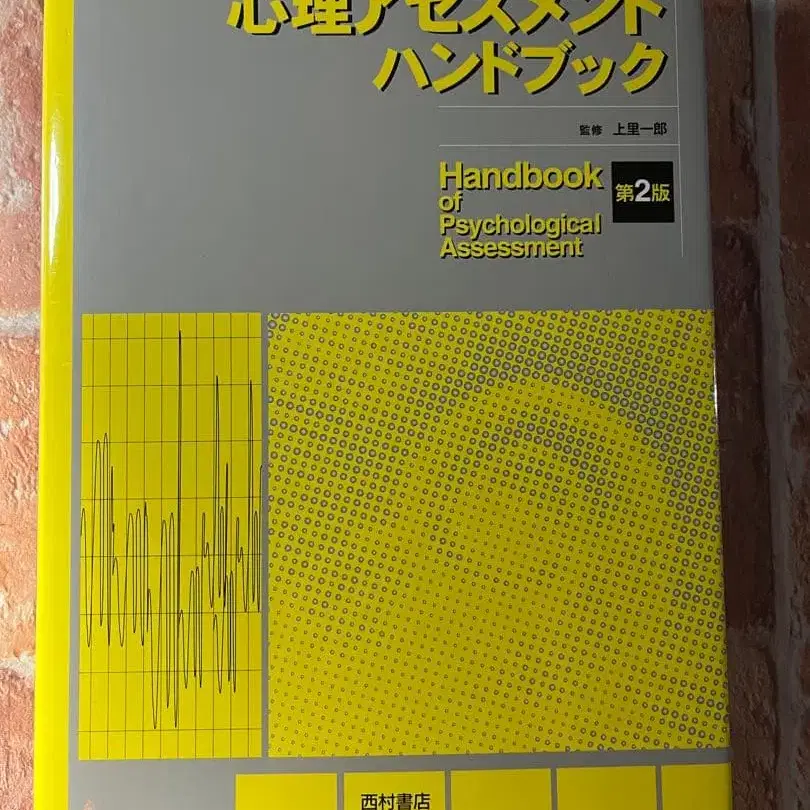 心理アセスメント
ハンドブック
監修 上里一郎
Handbook
of
Psychological
Assessment
第2版
西村書店